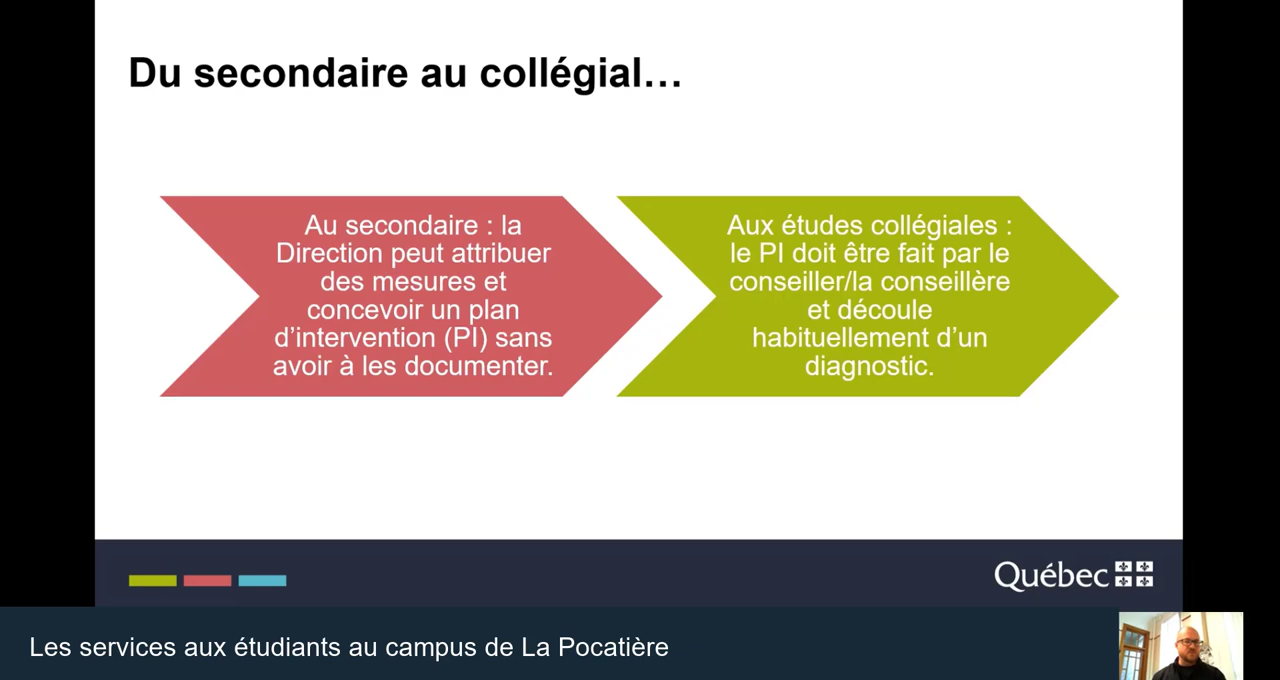 Du secondaire au collégial…
Au secondaire : la
Direction peut attribuer
des mesures et
concevoir un plan
d’intervention (PI) sans
avoir à les documenter.
Aux études collégiales :
le PI doit être fait par le
conseiller/la conseillère
et découle
habituellement d’un
diagnostic.
Québec
Les services aux étudiants au campus de La Pocatière